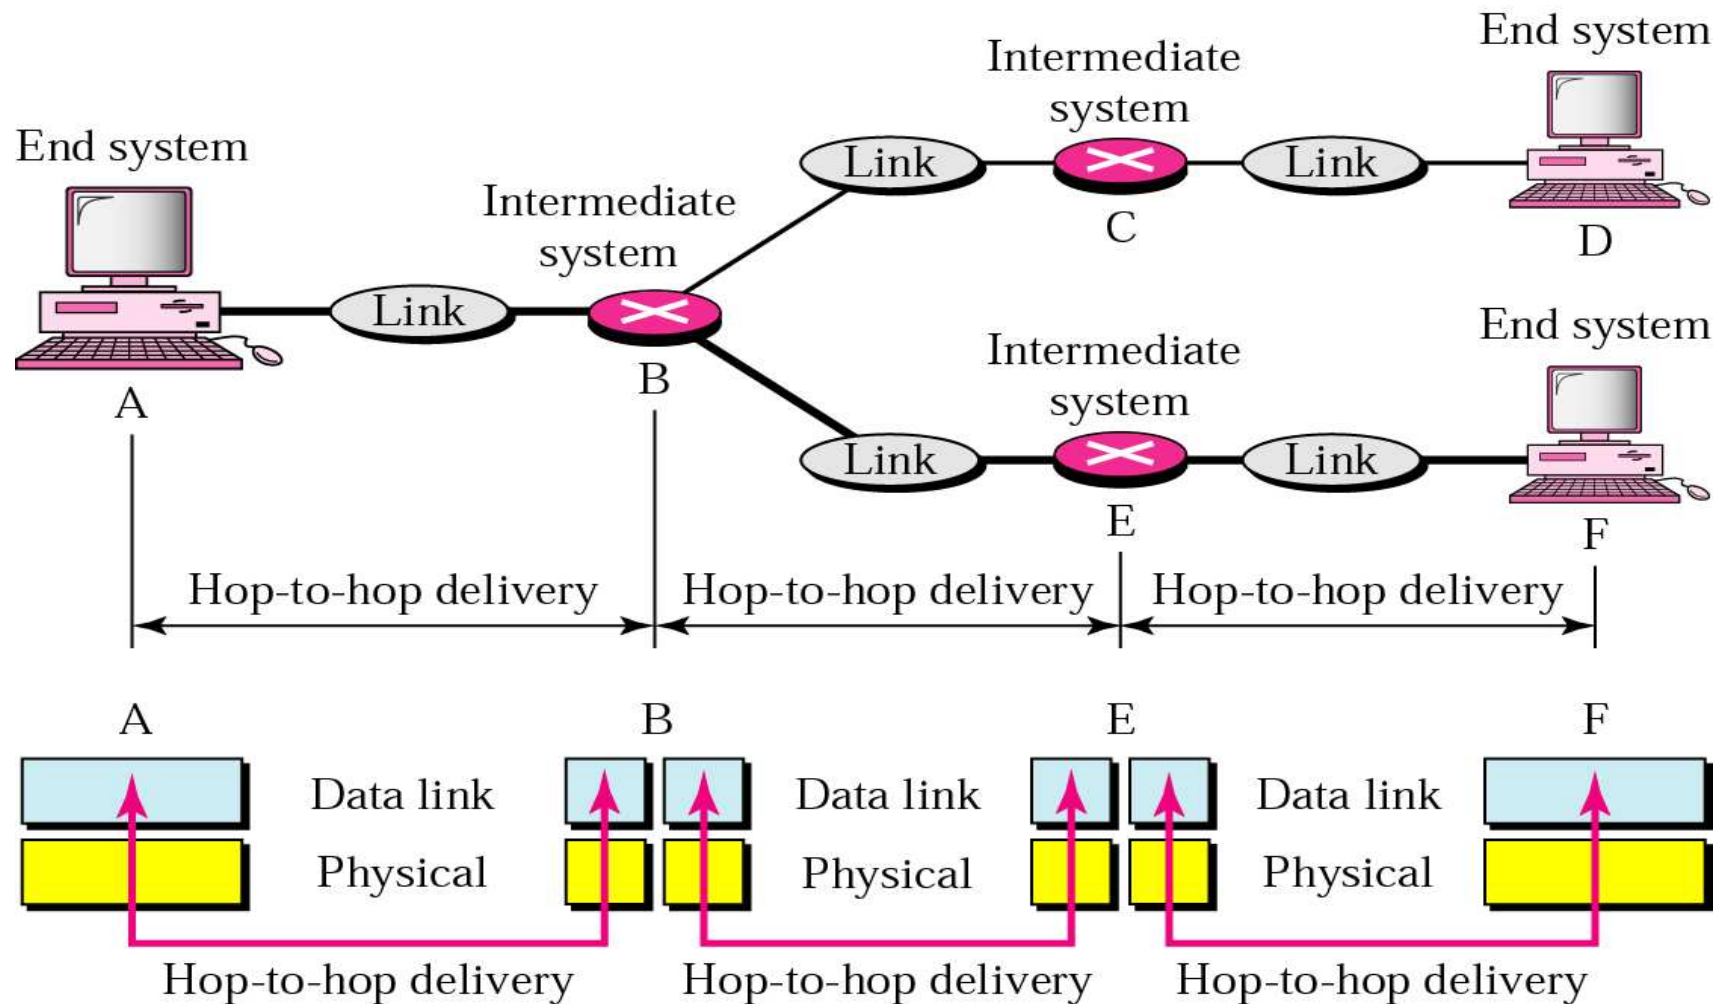 End system
Intermediate
system
End system
Link
Link
C
D
Intermediate
system
Link
B
A
Intermediate
system
End system
Link
Link
E
F
Hop-to-hop delivery
Hop-to-hop delivery
Hop-to-hop delivery
A
B
E
F
Data link
Data link
Data link
Physical
Physical
Physical
Hop-to-hop delivery
Hop-to-hop delivery
Hop-to-hop delivery